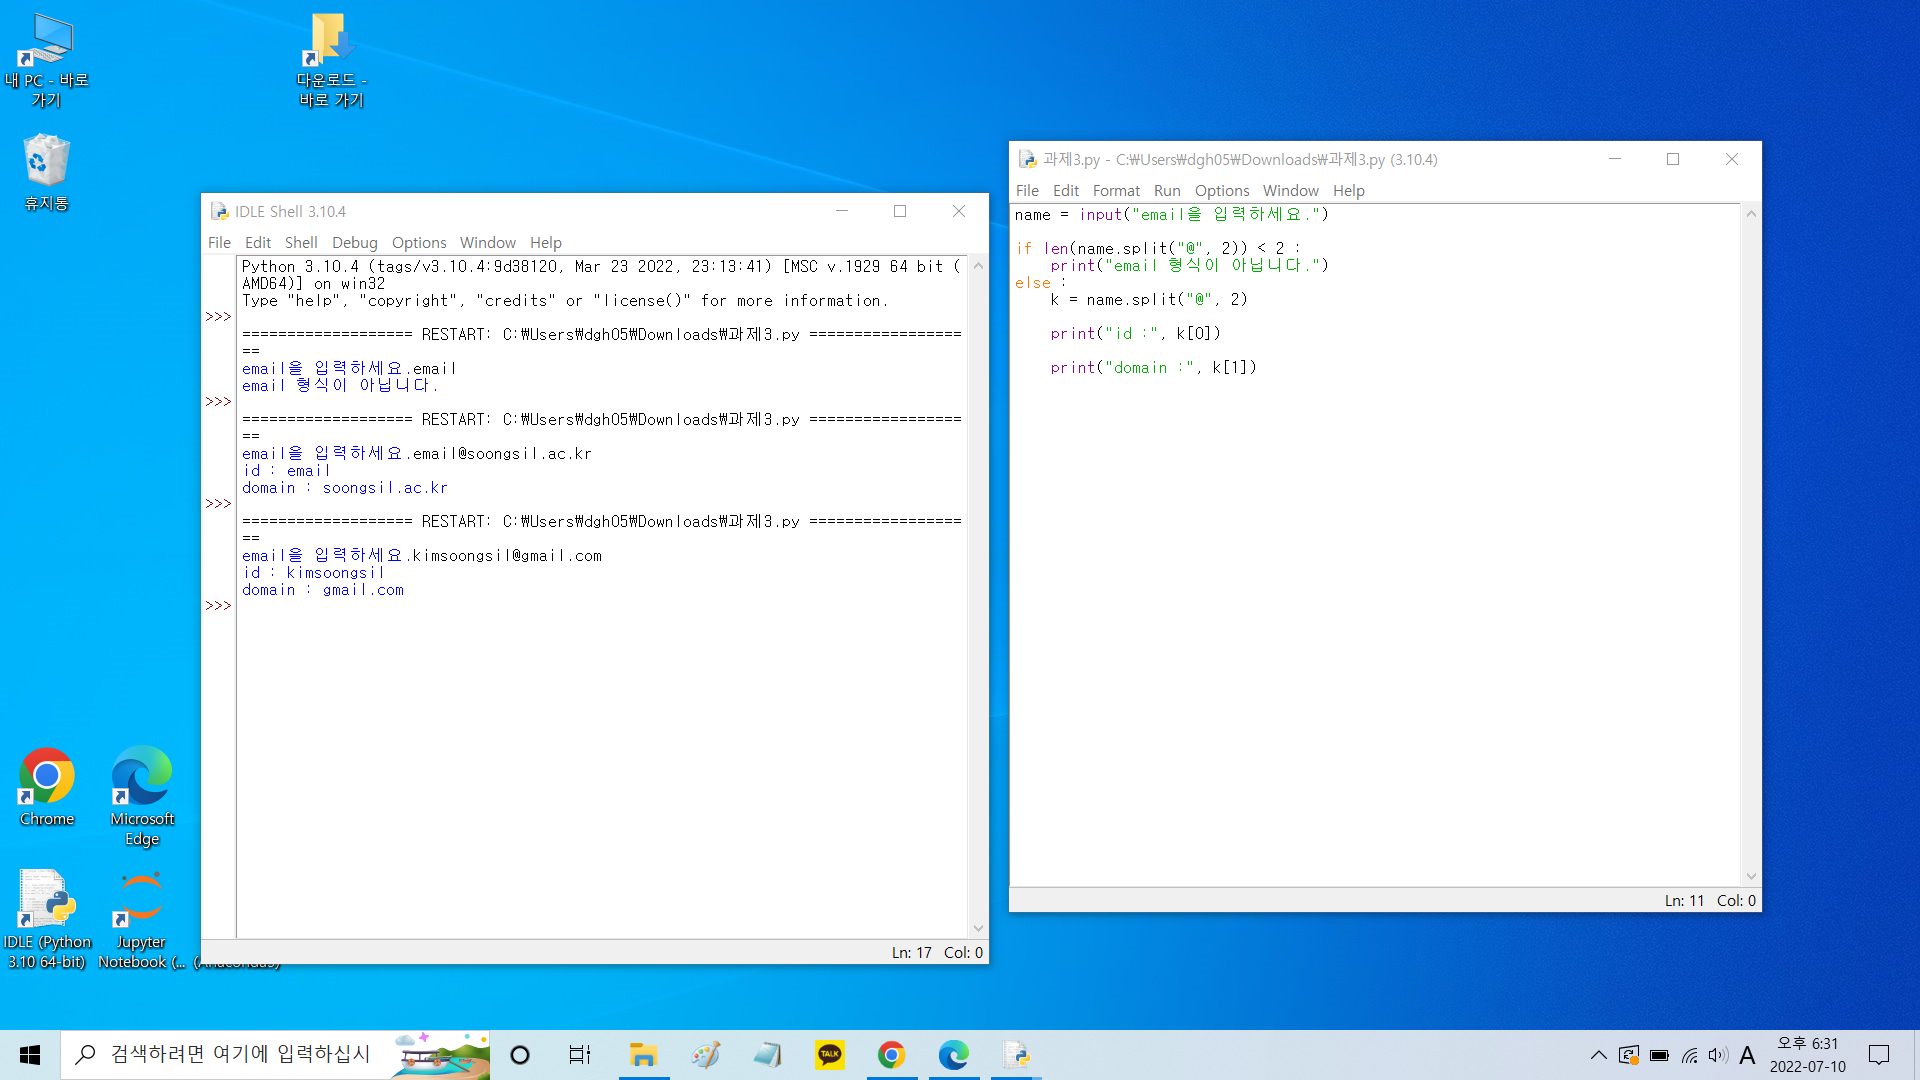 내 PC - 바로
가기
다운로드 -
바로 가기
휴지통
Chrome
Microsoft
Edge
IDLE (Python
3.10 64-bit)
Jupyter
Notebook (...
IDLE Shell 3.10.4
File Edit Shell Debug Options Window Help
Python 3.10.4 (tags/v3.10.4:9d38120, Mar 23 2022, 23:13:41) [MSC v.1929 64 bit (
AMD64)] on win32
Type "help", "copyright", "credits" or "license()" for more information.
>>>
=================== RESTART: C:₩Users₩dgh05₩Downloads₩과제3.py =================
==
email을 입력하세요.email
email 형식이 아닙니다.
>>>
=================== RESTART: C:₩Users₩dgh05₩Downloads₩과제3.py =================
==
email을 입력하세요.email@soongsil.ac.kr
id : email
domain : soongsil.ac.kr
>>>
=================== RESTART: C:₩Users₩dgh05₩Downloads₩과제3.py =================
==
email을 입력하세요.kimsoongsil@gmail.com
id : kimsoongsil
domain : gmail.com
>>>
Ln: 17 Col: 0
과제3.py - C:₩Users₩dgh05₩Downloads₩과제3.py (3.10.4)
File Edit Format Run Options Window Help
name = input("email을 입력하세요.")
if len(name.split("@", 2)) < 2 :
    print("email 형식이 아닙니다.")
else :
    k = name.split("@", 2)
    print("id :", k[0])
    print("domain :", k[1])
Ln: 11 Col: 0
검색하려면 여기에 입력하십시
TALK
A
오후 6:31
2022-07-10